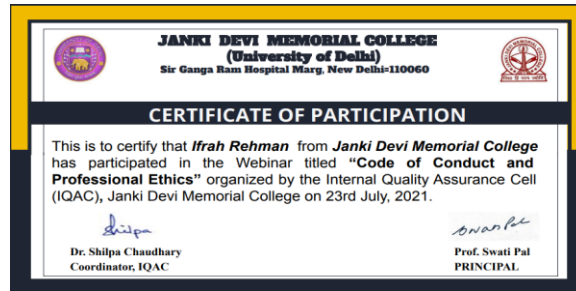 JANKI DEVI MEMORIAL COLLEGE
(University of Delhi)
Sir Ganga Ram Hospital Marg, New Delhi-110060
CERTIFICATE OF PARTICIPATION
This is to certify that Ifrah Rehman from Janki Devi Memorial College
has participated in the Webinar titled “Code of Conduct and
Professional Ethics” organized by the Internal Quality Assurance Cell
(IQAC), Janki Devi Memorial College on 23rd July, 2021.
Shilpa
Swati Pal
Dr. Shilpa Chaudhary
Prof. Swati Pal
Coordinator, IQAC
PRINCIPAL